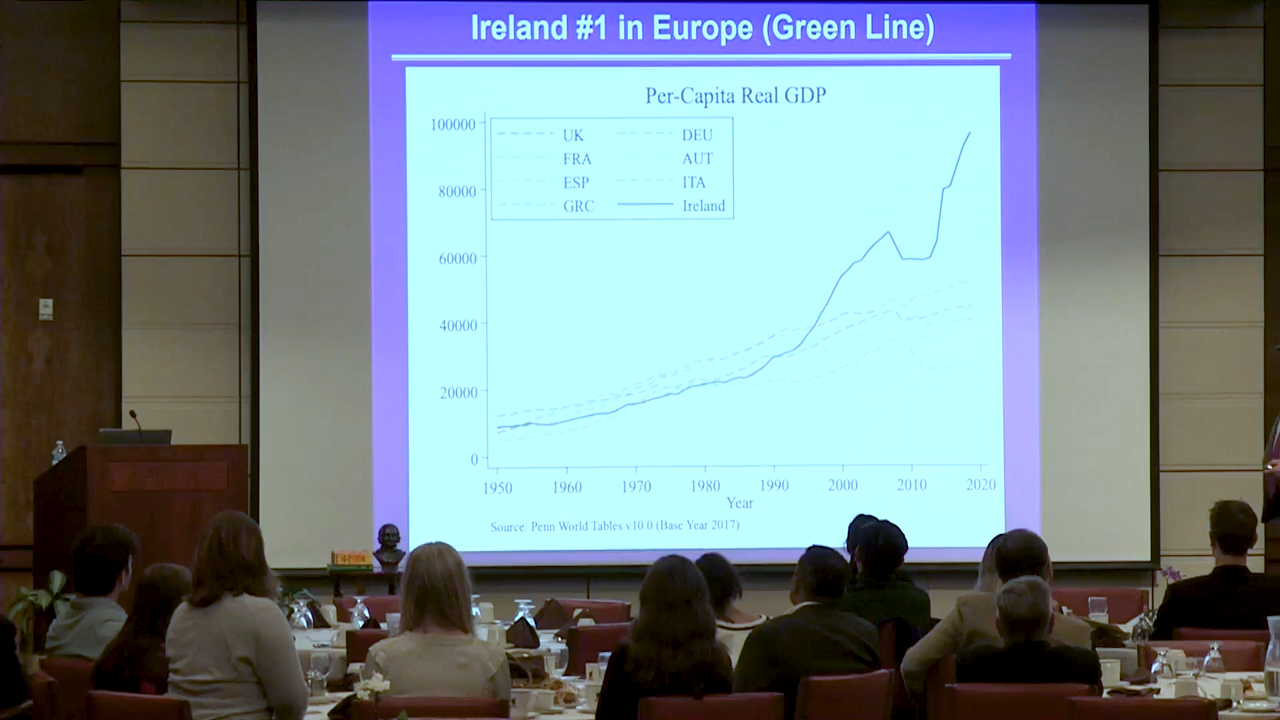 Ireland #1 in Europe (Green Line)
Per-Capita Real GDP
100000
80000
60000
40000
20000
0
UK DEU
FRA AUT
ESP ITA
GRC Ireland
1950 1960 1970 1980 1990 2000 2010 2020
Year
Source: Penn World Tables v10.0 (Base Year 2017)